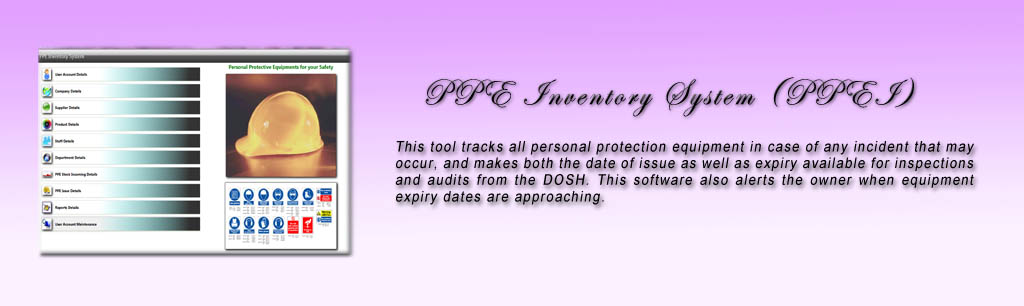 PPE Inventory System
Personal Protective Equipments for your Safety
User Account Details
Company Details
Supplier Details
Product Details
Staff Details
Department Details
PPE Stock Incoming Details
PPE Issue Details
Reports Details
User Account Maintenance
PPE Inventory System (PPEI)
This tool tracks all personal protection equipment in case of any incident that may
occur, and makes both the date of issue as well as expiry available for inspections
and audits from the DOSH. This software also alerts the owner when equipment
expiry dates are approaching.